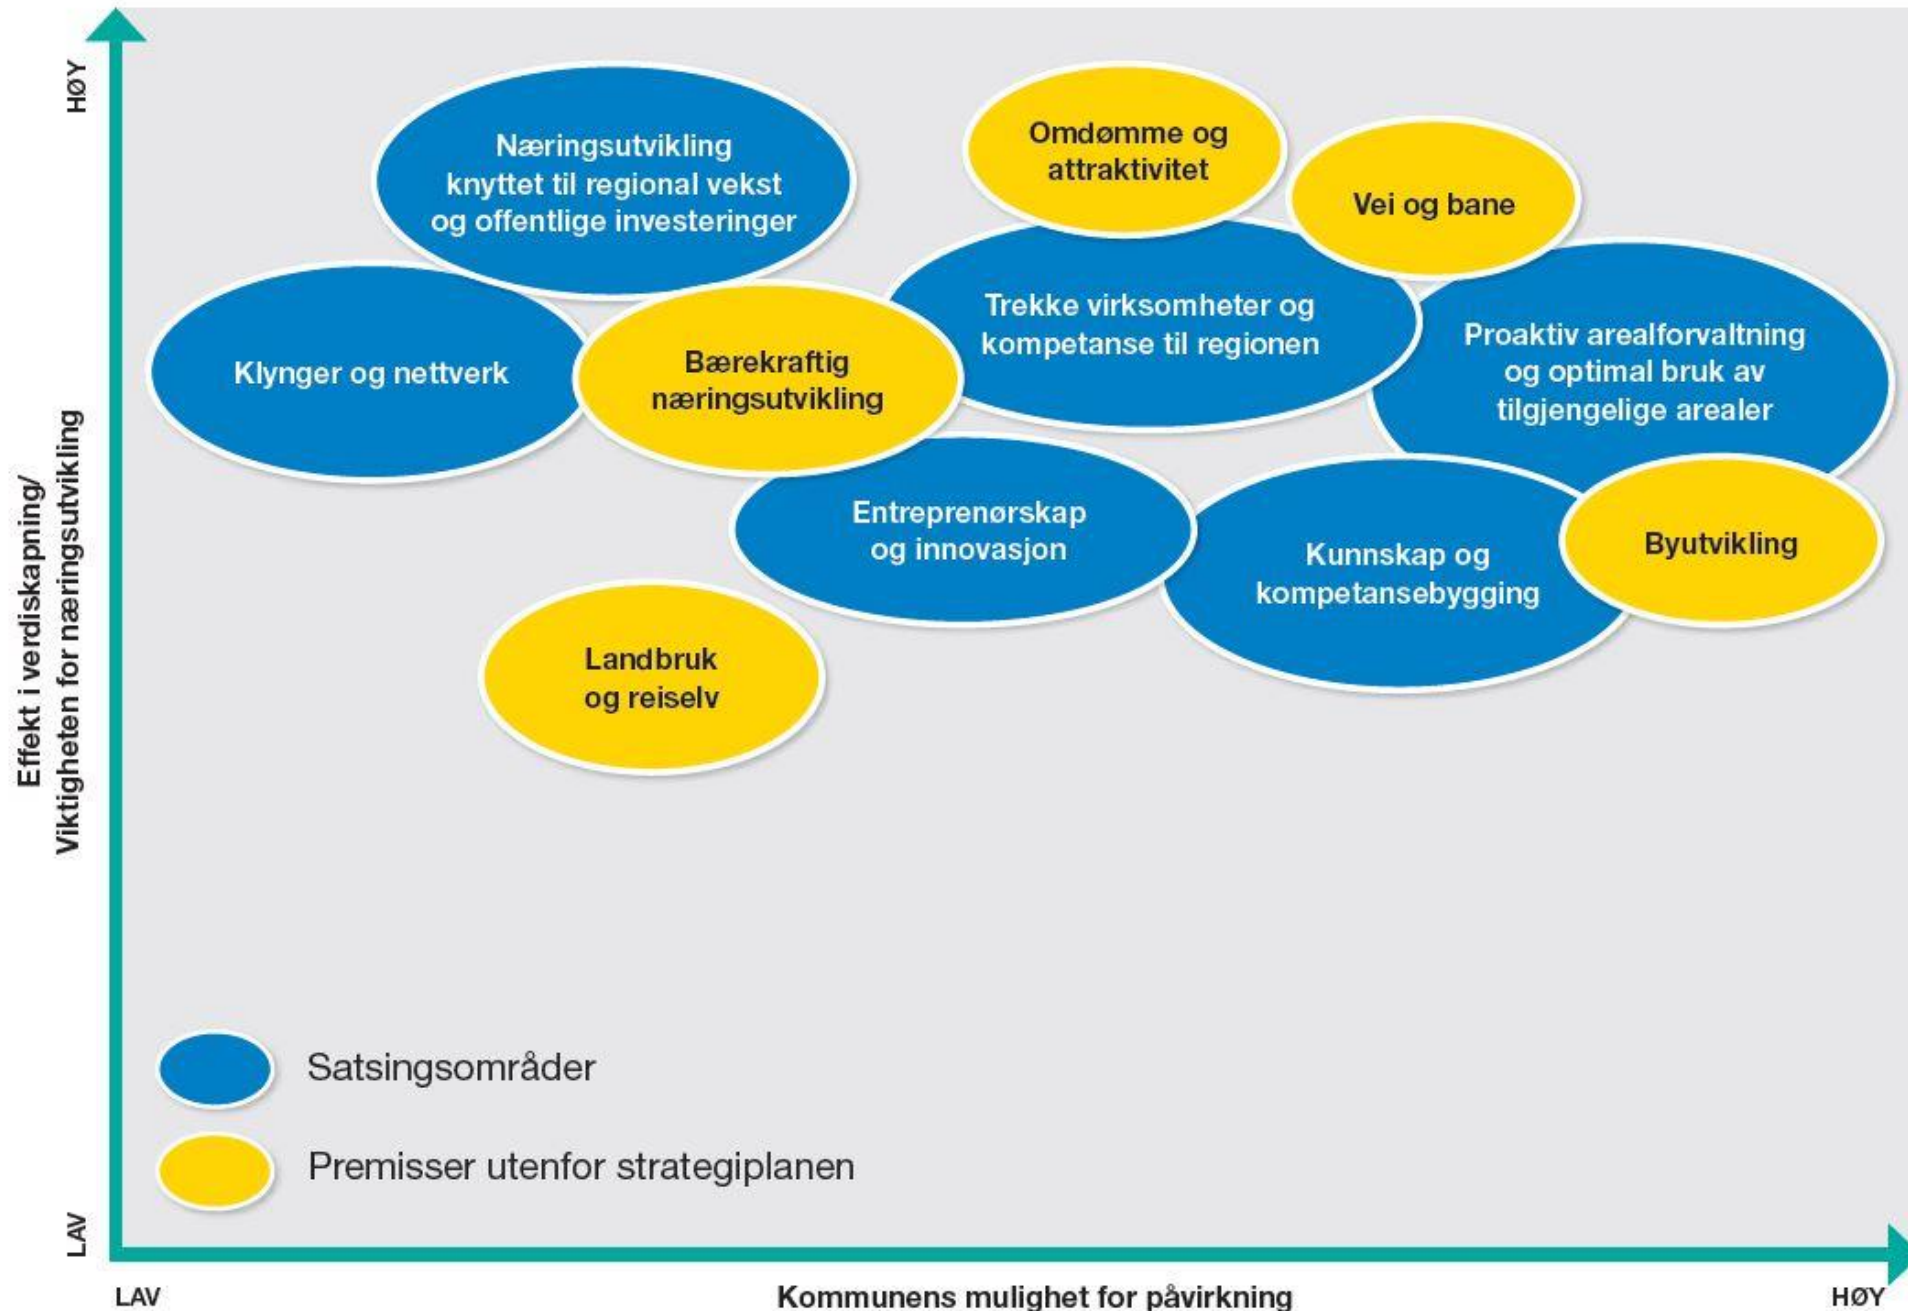 HØY
Effekt i verdiskapning/
Viktigheten for næringsutvikling
LAV
Næringsutvikling
knyttet til regional vekst
og offentlige investeringer
Omdømme og
attraktivitet
Vei og bane
Klynger og nettverk
Bærekraftig
næringsutvikling
Trekke virksomheter og
kompetanse til regionen
Proaktiv arealforvaltning
og optimal bruk av
tilgjengelige arealer
Entreprenørskap
og innovasjon
Kunnskap og
kompetansebygging
Byutvikling
Landbruk
og reiselv
Satsingsområder
Premisser utenfor strategiplanen
LAV
Kommunens mulighet for påvirkning
HØY